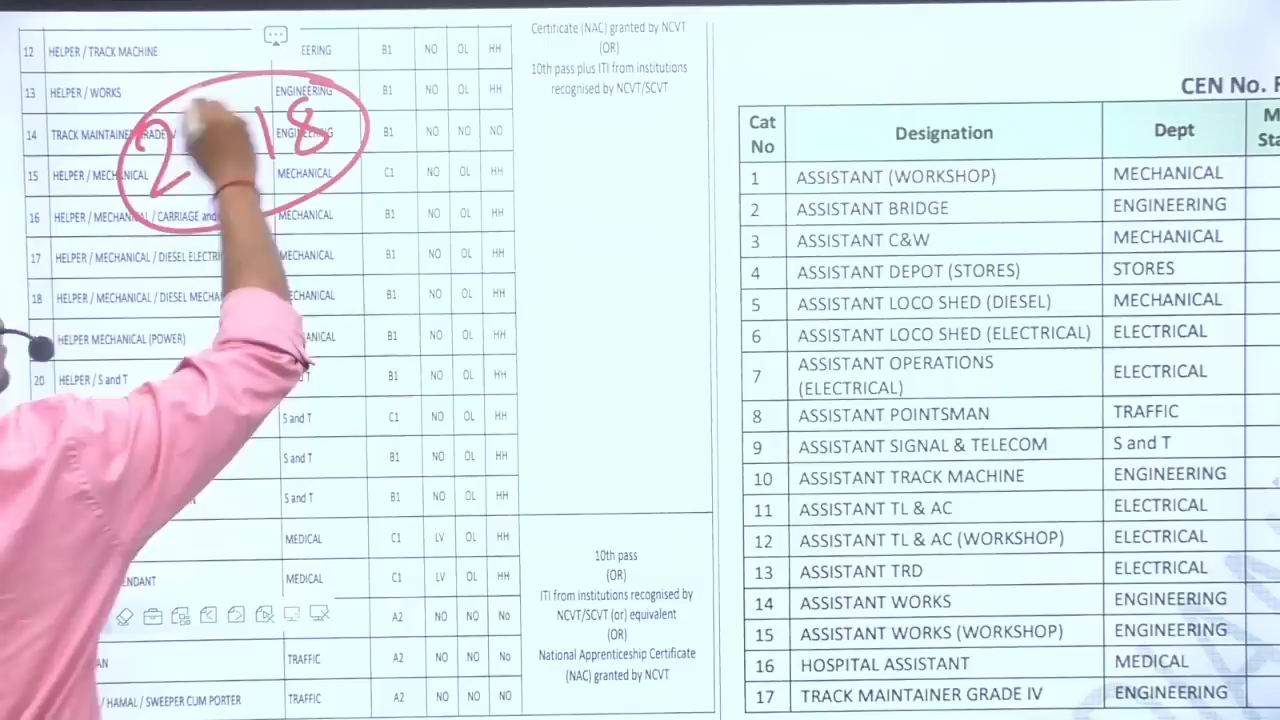 12 HELPER / TRACK MACHINE EERING B1 NO OL HH
13 HELPER / WORKS ENGINEERING B1 NO OL HH
14 TRACK MAINTAINER GRADE B1 NO NO NO
15 HELPER / MECHANICAL MECHANICAL C1 NO OL HH
16 HELPER / MECHANICAL / CARRIAGE and MECHANICAL B1 NO OL HH
17 HELPER / MECHANICAL / DIESEL ELECTRI MECHANICAL B1 NO OL HH
18 HELPER / MECHANICAL / DIESEL MECHA CHANICAL B1 NO OL HH
HELPER MECHANICAL (POWER) ANICAL B1 NO OL HH
20 HELPER / S and T T B1 NO OL HH
S and T C1 NO OL HH
S and T B1 NO OL HH
S and T B1 NO OL HH
MEDICAL C1 LV OL HH
ENDANT MEDICAL C1 LV OL HH
A2 NO NO No
AN TRAFFIC A2 NO NO No
/ HAMAL / SWEEPER CUM PORTER TRAFFIC A2 NO NO NO
2 18
Certificate (NAC) granted by NCVT
(OR)
10th pass plus ITI from institutions
recognised by NCVT/SCVT
10th pass
(OR)
ITI from institutions recognised by
NCVT/SCVT (or) equivalent
(OR)
National Apprenticeship Certificate
(NAC) granted by NCVT
CEN No.
Cat No Designation Dept
1 ASSISTANT (WORKSHOP) MECHANICAL
2 ASSISTANT BRIDGE ENGINEERING
3 ASSISTANT C&W MECHANICAL
4 ASSISTANT DEPOT (STORES) STORES
5 ASSISTANT LOCO SHED (DIESEL) MECHANICAL
6 ASSISTANT LOCO SHED (ELECTRICAL) ELECTRICAL
7 ASSISTANT OPERATIONS (ELECTRICAL) ELECTRICAL
8 ASSISTANT POINTSMAN TRAFFIC
9 ASSISTANT SIGNAL & TELECOM S and T
10 ASSISTANT TRACK MACHINE ENGINEERING
11 ASSISTANT TL & AC ELECTRICAL
12 ASSISTANT TL & AC (WORKSHOP) ELECTRICAL
13 ASSISTANT TRD ELECTRICAL
14 ASSISTANT WORKS ENGINEERING
15 ASSISTANT WORKS (WORKSHOP) ENGINEERING
16 HOSPITAL ASSISTANT MEDICAL
17 TRACK MAINTAINER GRADE IV ENGINEERING